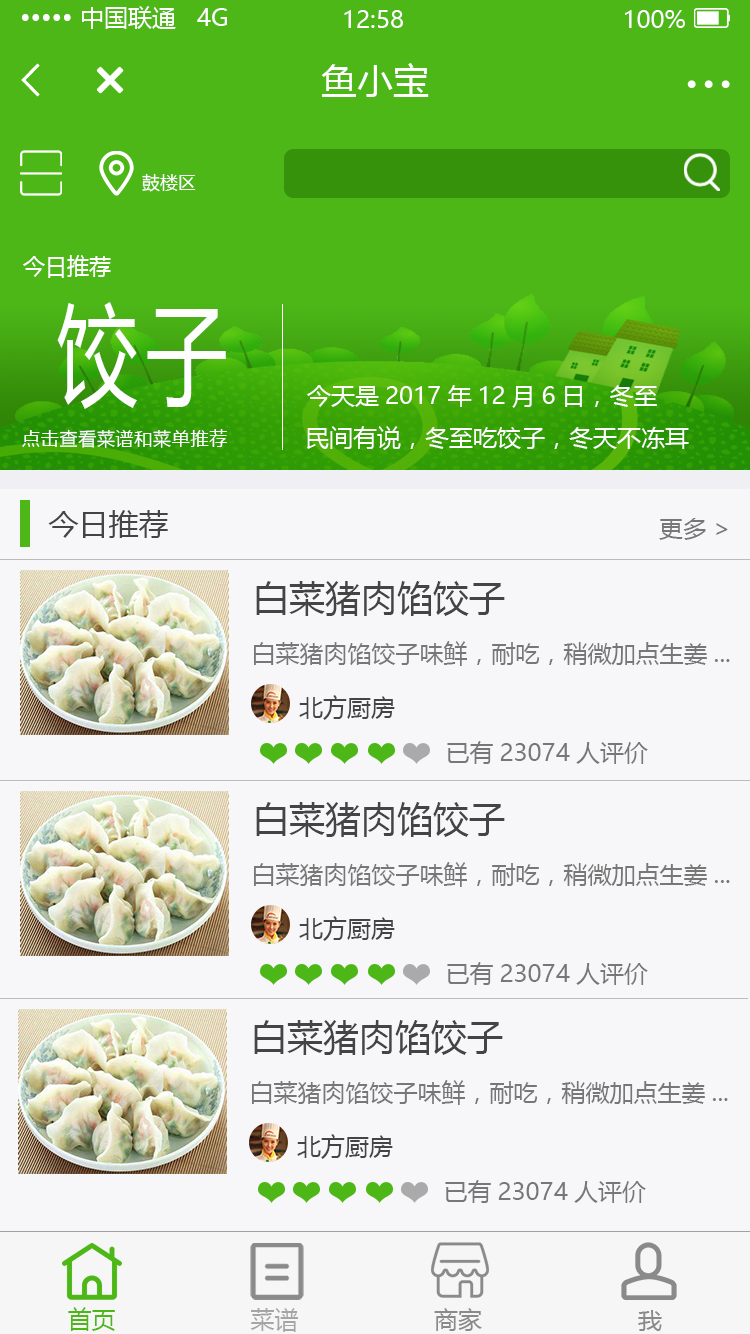 中国联通 4G 12:58 100%
鱼小宝
鼓楼区
今日推荐
饺子
点击查看菜谱和菜单推荐
今天是 2017 年 12 月 6 日，冬至
民间有说，冬至吃饺子，冬天不冻耳
今日推荐 更多 >
白菜猪肉馅饺子
白菜猪肉馅饺子味鲜，耐吃，稍微加点生姜 ...
北方厨房
已有 23074 人评价
白菜猪肉馅饺子
白菜猪肉馅饺子味鲜，耐吃，稍微加点生姜 ...
北方厨房
已有 23074 人评价
白菜猪肉馅饺子
白菜猪肉馅饺子味鲜，耐吃，稍微加点生姜 ...
北方厨房
已有 23074 人评价
首页 菜谱 商家 我